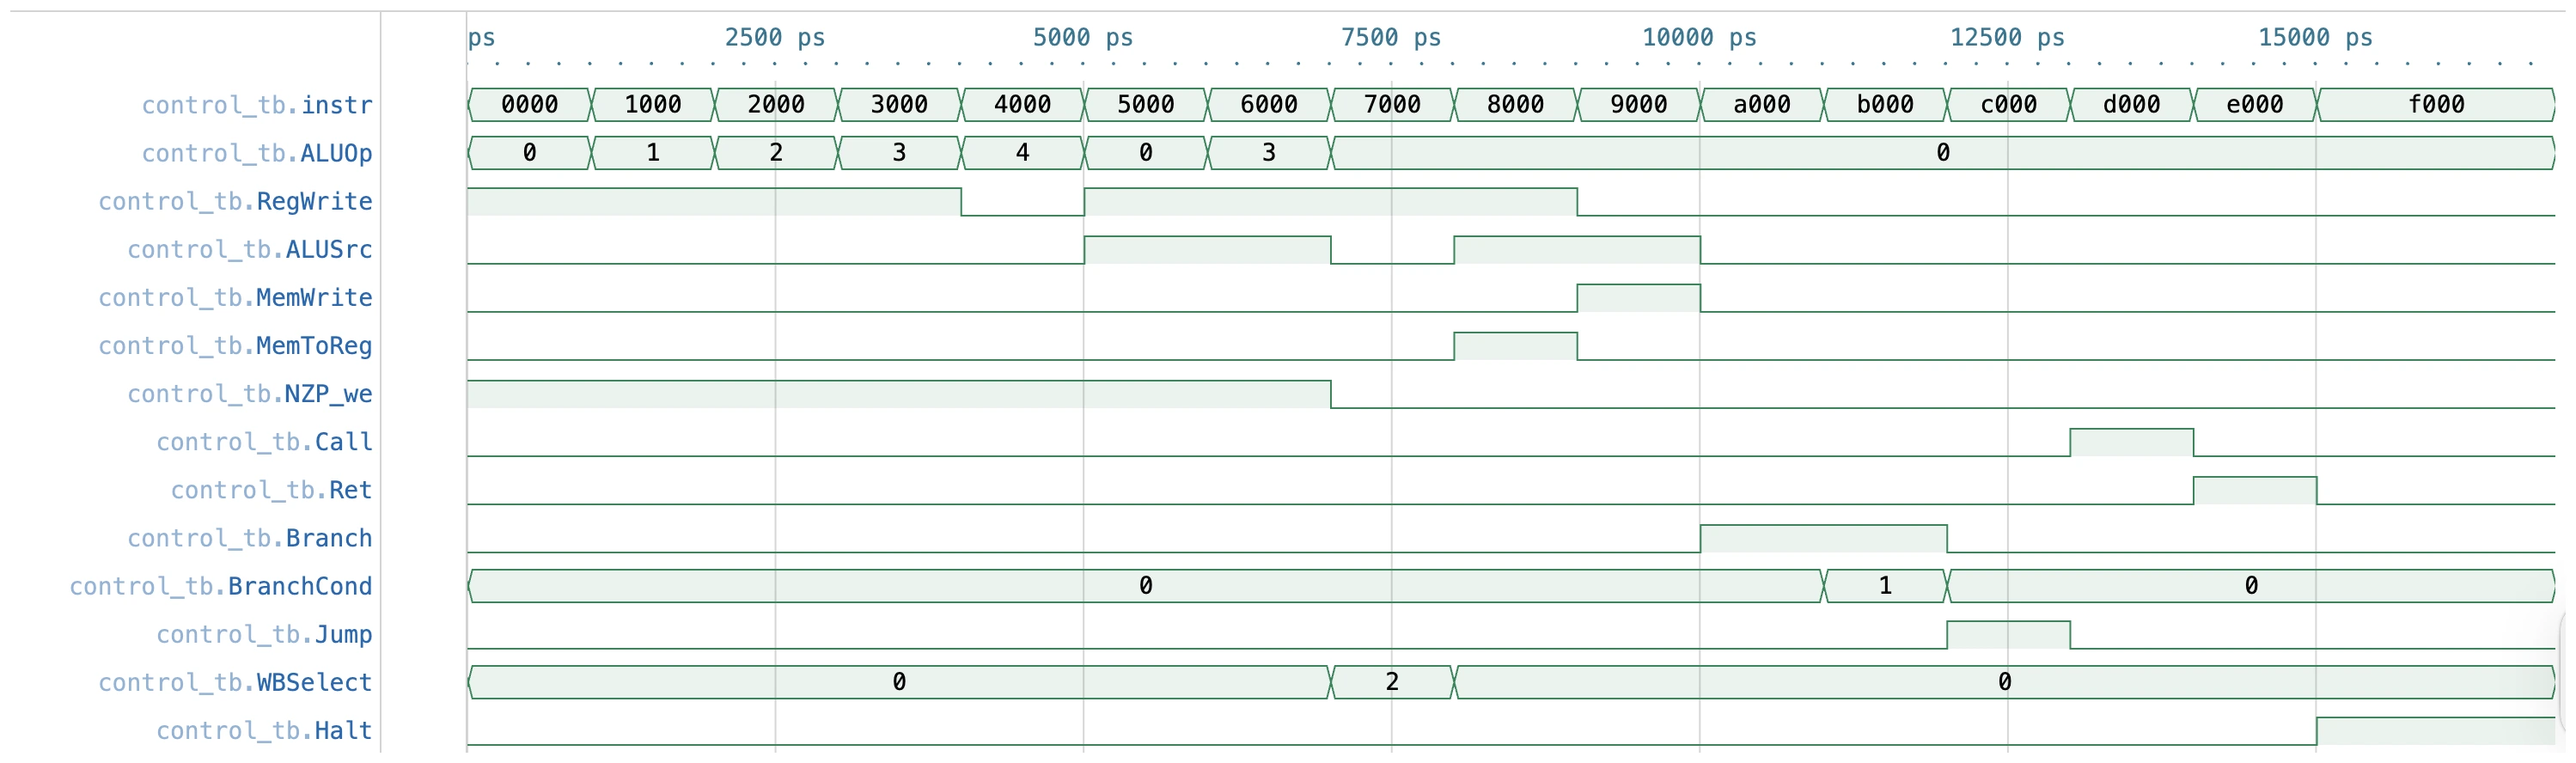 ps 2500 ps 5000 ps 7500 ps 10000 ps 12500 ps 15000 ps
control_tb.instr 0000 1000 2000 3000 4000 5000 6000 7000 8000 9000 a000 b000 c000 d000 e000 f000
control_tb.ALUOp 0 1 2 3 4 0 3 0
control_tb.RegWrite
control_tb.ALUSrc
control_tb.MemWrite
control_tb.MemToReg
control_tb.NZP_we
control_tb.Call
control_tb.Ret
control_tb.Branch
control_tb.BranchCond 0 1 0
control_tb.Jump
control_tb.WBSelect 0 2 0
control_tb.Halt